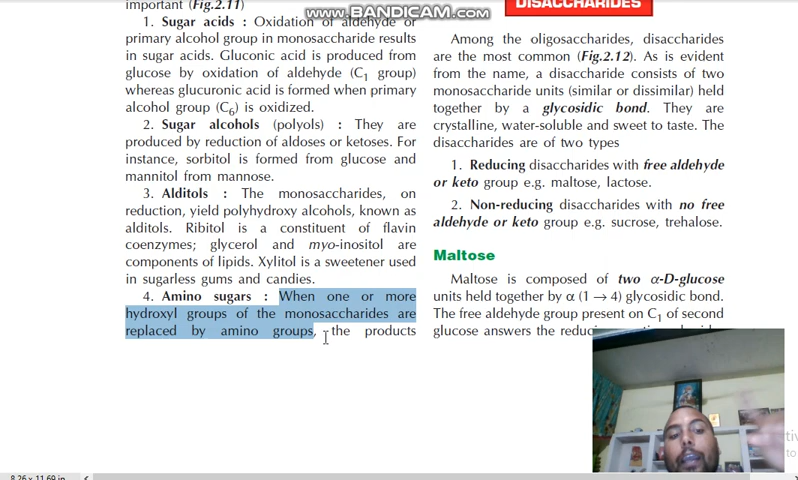 www.BANDICAM.com
important (Fig.2.11)
1. Sugar acids : Oxidation of aldehyde or
primary alcohol group in monosaccharide results
in sugar acids. Gluconic acid is produced from
glucose by oxidation of aldehyde (C1 group)
whereas glucuronic acid is formed when primary
alcohol group (C6) is oxidized.
2. Sugar alcohols (polyols) : They are
produced by reduction of aldoses or ketoses. For
instance, sorbitol is formed from glucose and
mannitol from mannose.
3. Alditols : The monosaccharides, on
reduction, yield polyhydroxy alcohols, known as
alditols. Ribitol is a constituent of flavin
coenzymes; glycerol and myo-inositol are
components of lipids. Xylitol is a sweetener used
in sugarless gums and candies.
4. Amino sugars : When one or more
hydroxyl groups of the monosaccharides are
replaced by amino groups, the products
DISACCHARIDES
Among the oligosaccharides, disaccharides
are the most common (Fig.2.12). As is evident
from the name, a disaccharide consists of two
monosaccharide units (similar or dissimilar) held
together by a glycosidic bond. They are
crystalline, water-soluble and sweet to taste. The
disaccharides are of two types
1. Reducing disaccharides with free aldehyde
or keto group e.g. maltose, lactose.
2. Non-reducing disaccharides with no free
aldehyde or keto group e.g. sucrose, trehalose.
Maltose
Maltose is composed of two α-D-glucose
units held together by α (1 → 4) glycosidic bond.
The free aldehyde group present on C1 of second
glucose answers the
8.26 x 11.69 in